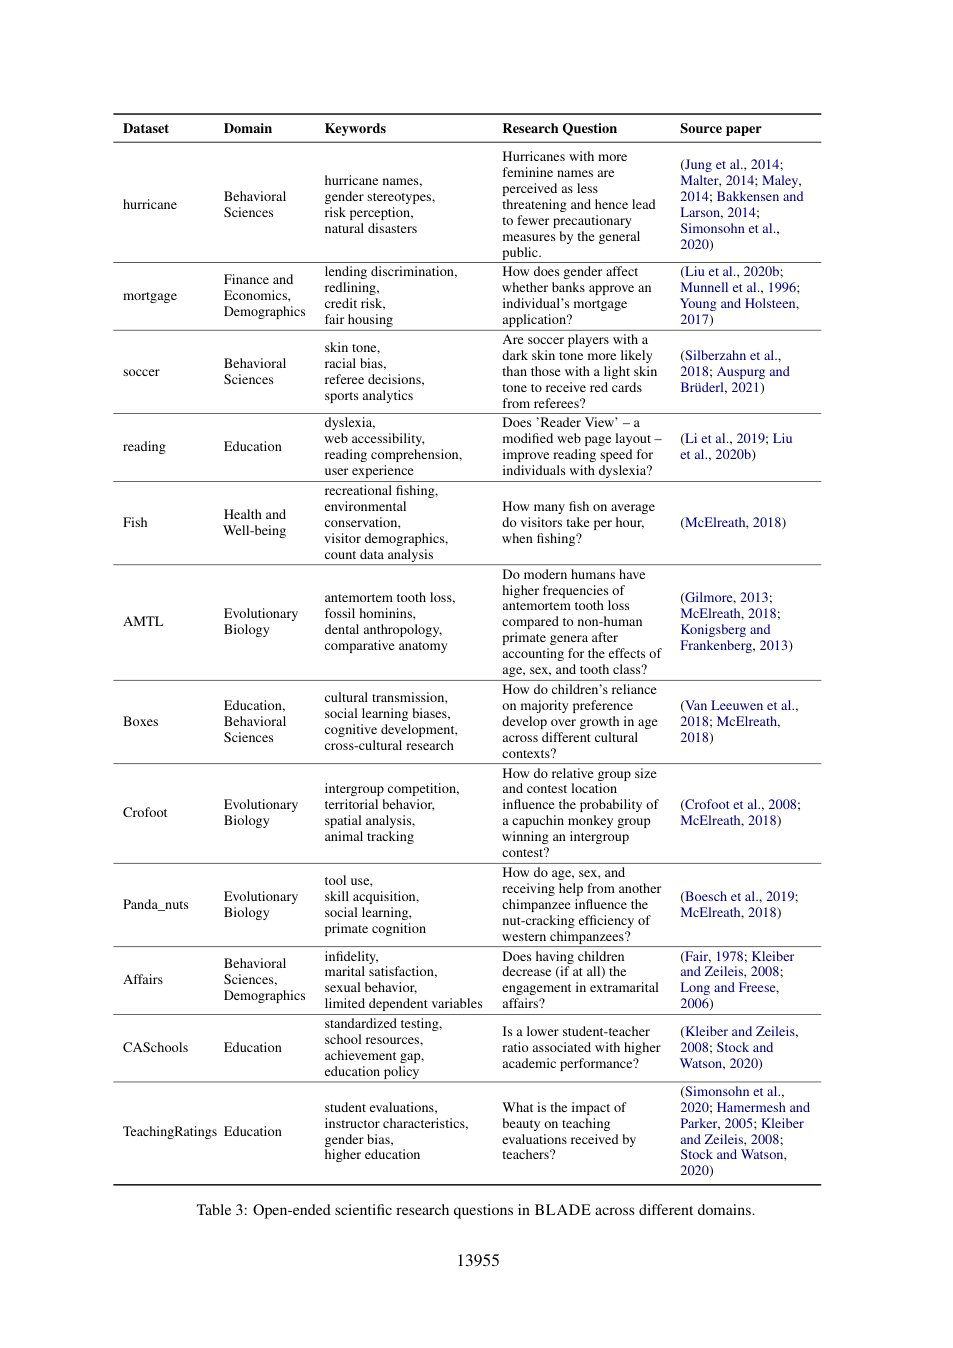 Dataset Domain Keywords Research Question Source paper
hurricane
Behavioral
Sciences
hurricane names,
gender stereotypes,
risk perception,
natural disasters
Hurricanes with more
feminine names are
perceived as less
threatening and hence lead
to fewer precautionary
measures by the general
public.
(Jung et al., 2014;
Malter, 2014; Maley,
2014; Bakkensen and
Larson, 2014;
Simonsohn et al.,
2020)
mortgage
Finance and
Economics,
Demographics
lending discrimination,
redlining,
credit risk,
fair housing
How does gender affect
whether banks approve an
individual's mortgage
application?
(Liu et al., 2020b;
Munnell et al., 1996;
Young and Holsteen,
2017)
soccer
Behavioral
Sciences
skin tone,
racial bias,
referee decisions,
sports analytics
Are soccer players with a
dark skin tone more likely
than those with a light skin
tone to receive red cards
from referees?
(Silberzahn et al.,
2018; Auspurg and
Brüderl, 2021)
reading
Education
dyslexia,
web accessibility,
reading comprehension,
user experience
Does 'Reader View' – a
modified web page layout –
improve reading speed for
individuals with dyslexia?
(Li et al., 2019; Liu
et al., 2020b)
Fish
Health and
Well-being
recreational fishing,
environmental
conservation,
visitor demographics,
count data analysis
How many fish on average
do visitors take per hour,
when fishing?
(McElreath, 2018)
AMTL
Evolutionary
Biology
antemortem tooth loss,
fossil hominins,
dental anthropology,
comparative anatomy
Do modern humans have
higher frequencies of
antemortem tooth loss
compared to non-human
primate genera after
accounting for the effects of
age, sex, and tooth class?
(Gilmore, 2013;
McElreath, 2018;
Konigsberg and
Frankenberg, 2013)
Boxes
Education,
Behavioral
Sciences
cultural transmission,
social learning biases,
cognitive development,
cross-cultural research
How do children's reliance
on majority preference
develop over growth in age
across different cultural
contexts?
(Van Leeuwen et al.,
2018; McElreath,
2018)
Crofoot
Evolutionary
Biology
intergroup competition,
territorial behavior,
spatial analysis,
animal tracking
How do relative group size
and contest location
influence the probability of
a capuchin monkey group
winning an intergroup
contest?
(Crofoot et al., 2008;
McElreath, 2018)
Panda_nuts
Evolutionary
Biology
tool use,
skill acquisition,
social learning,
primate cognition
How do age, sex, and
receiving help from another
chimpanzee influence the
nut-cracking efficiency of
western chimpanzees?
(Boesch et al., 2019;
McElreath, 2018)
Affairs
Behavioral
Sciences,
Demographics
infidelity,
marital satisfaction,
sexual behavior,
limited dependent variables
Does having children
decrease (if at all) the
engagement in extramarital
affairs?
(Fair, 1978; Kleiber
and Zeileis, 2008;
Long and Freese,
2006)
CASchools
Education
standardized testing,
school resources,
achievement gap,
education policy
Is a lower student-teacher
ratio associated with higher
academic performance?
(Kleiber and Zeileis,
2008; Stock and
Watson, 2020)
TeachingRatings
Education
student evaluations,
instructor characteristics,
gender bias,
higher education
What is the impact of
beauty on teaching
evaluations received by
teachers?
(Simonsohn et al.,
2020; Hamermesh and
Parker, 2005; Kleiber
and Zeileis, 2008;
Stock and Watson,
2020)
Table 3: Open-ended scientific research questions in BLADE across different domains.
13955